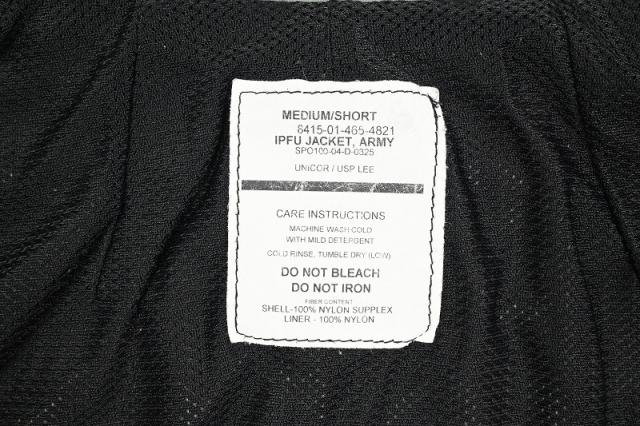 MEDIUM/SHORT
8415-01-465-4821
IPFU JACKET, ARMY
SPO100-04-D-0325
UNICOR / USP LEE
CARE INSTRUCTIONS
MACHINE WASH COLD
WITH MILD DETERGENT
COLD RINSE, TUMBLE DRY (LOW)
DO NOT BLEACH
DO NOT IRON
FIBER CONTENT
SHELL-100% NYLON SUPPLEX
LINER - 100% NYLON